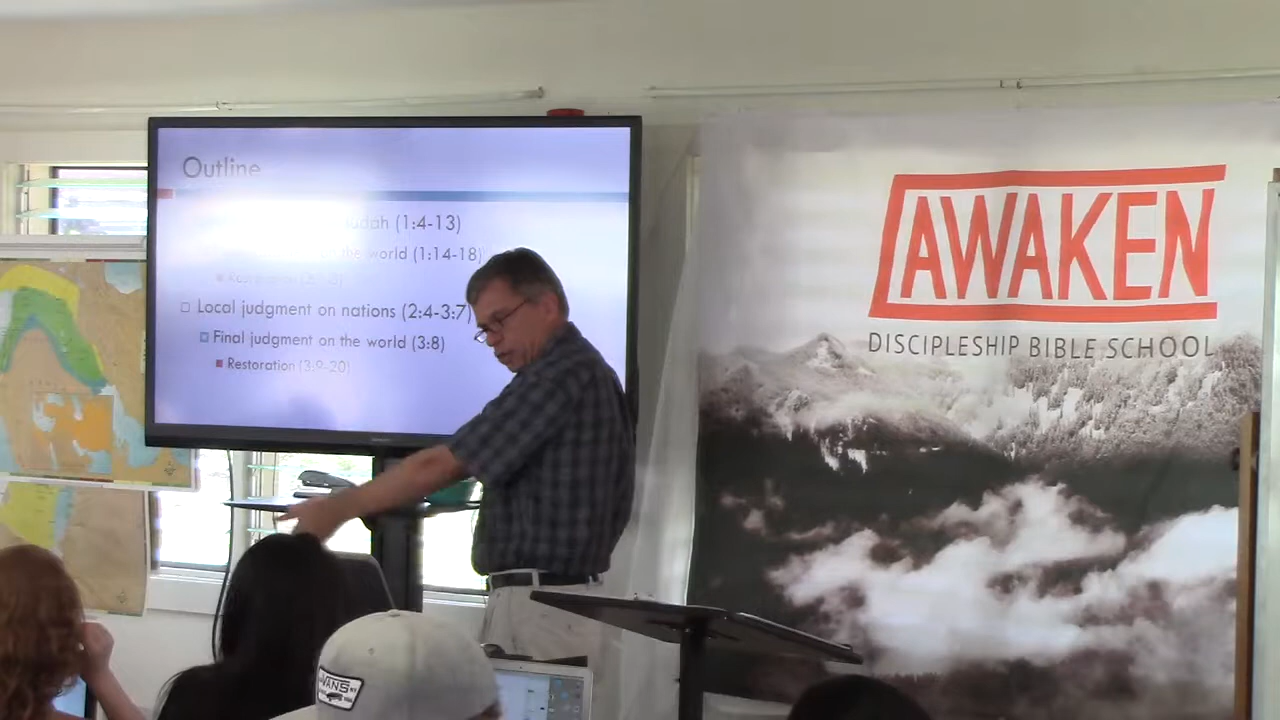 Outline
Judah (1:4-13)
on the world (1:14-18)
Local judgment on nations (2:4-3:7)
Final judgment on the world (3:8)
Restoration (3:9-20)
AWAKEN
DISCIPLESHIP BIBLE SCHOOL
VANS